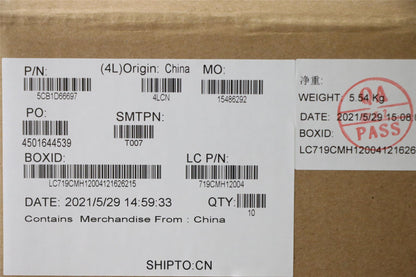 P/N: (4L)Origin: China MO:
5CB1D66697 4LCN 15486292
PO: SMTPN:
4501644539 T007
BOXID: LC P/N:
LC719CMH12004121626215 719CMH12004
DATE: 2021/5/29 14:59:33 QTY:
10
Contains Merchandise From : China
SHIPTO:CN
净重:
WEIGHT: 5.54 Kg
DATE: 2021/5/29
BOXID:
LC719CMH12004121626
QA
PASS